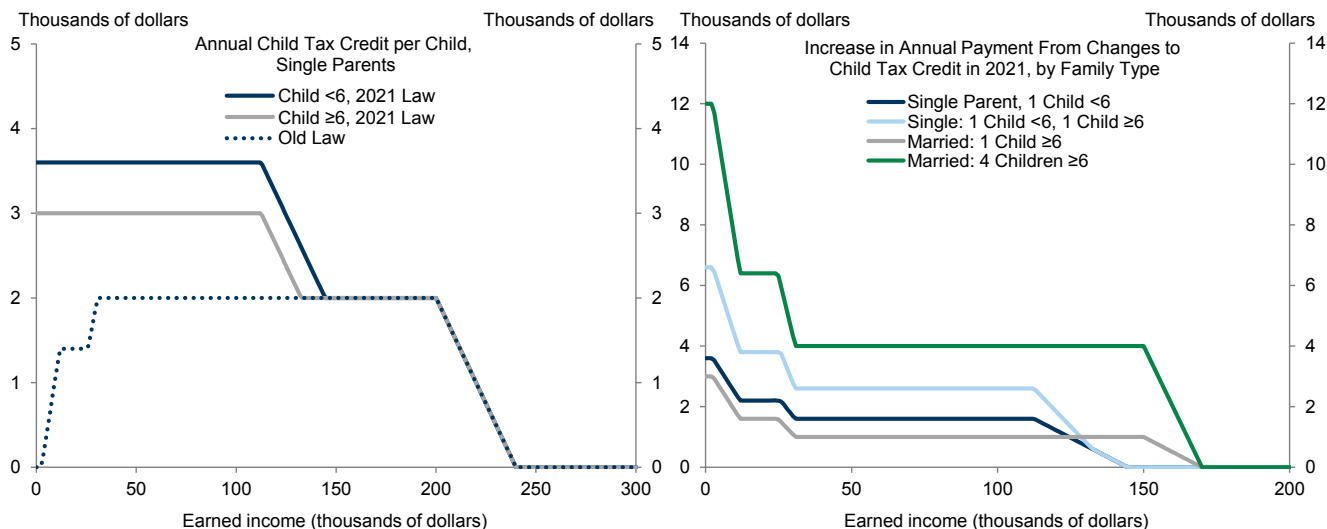 Thousands of dollars
Thousands of dollars
Annual Child Tax Credit per Child,
Single Parents
Child <6, 2021 Law
Child ≥6, 2021 Law
Old Law
5
4
3
2
1
0
5
4
3
2
1
0
0 50 100 150 200 250 300
Earned income (thousands of dollars)
Thousands of dollars
Thousands of dollars
Increase in Annual Payment From Changes to
Child Tax Credit in 2021, by Family Type
Single Parent, 1 Child <6
Single: 1 Child <6, 1 Child ≥6
Married: 1 Child ≥6
Married: 4 Children ≥6
14
12
10
8
6
4
2
0
14
12
10
8
6
4
2
0
0 50 100 150 200
Earned income (thousands of dollars)